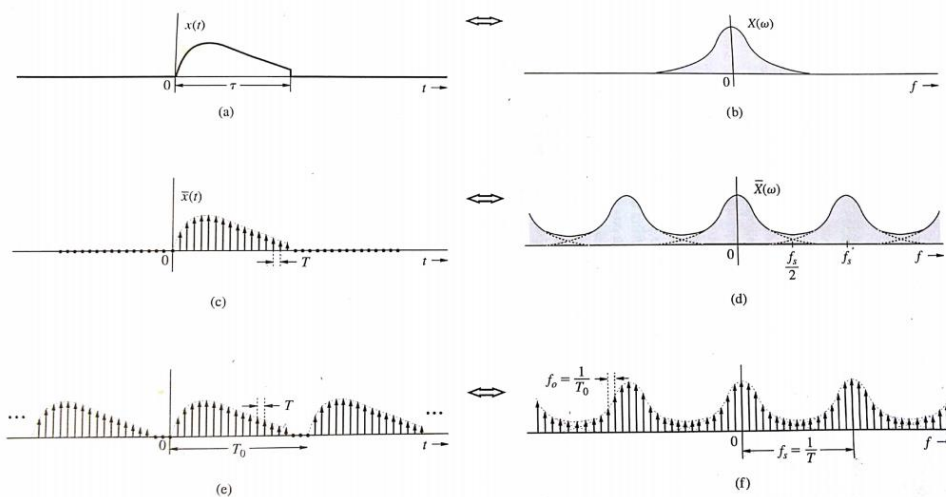 x(t)
0
τ
t
(a)
X(ω)
0
f
(b)
x̅(t)
0
T
t
(c)
X̅(ω)
0
f_s/2
f_s
f
(d)
T
0
T_0
t
(e)
f_o = 1/T_0
0
f_s = 1/T
f
(f)